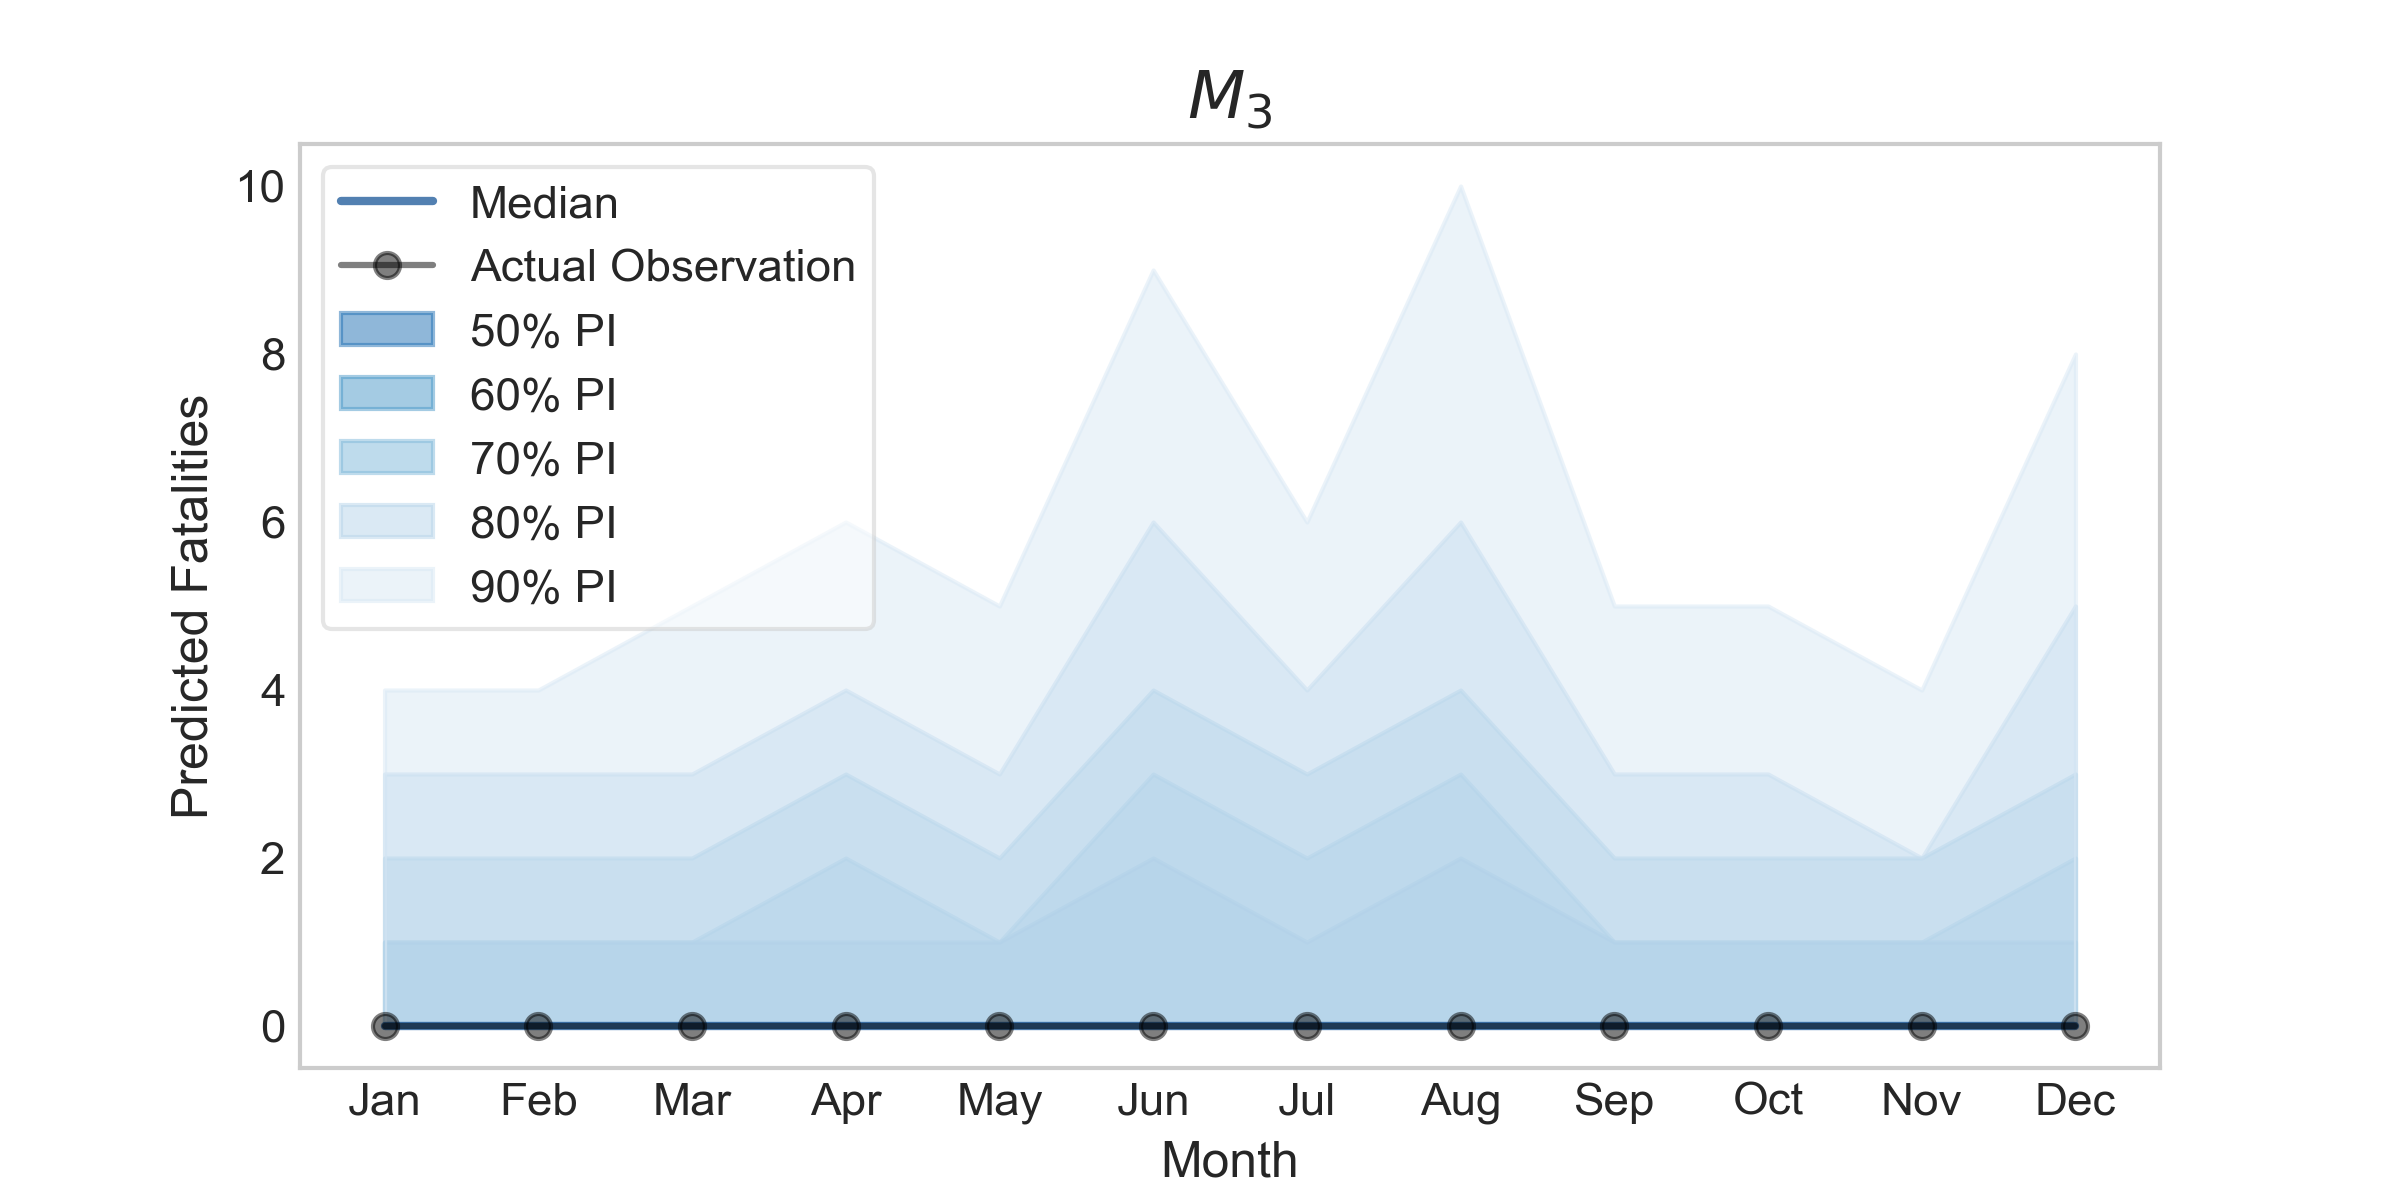 M3
10
8
6
4
2
0
Predicted Fatalities
Median
Actual Observation
50% PI
60% PI
70% PI
80% PI
90% PI
Jan Feb Mar Apr May Jun Jul Aug Sep Oct Nov Dec
Month